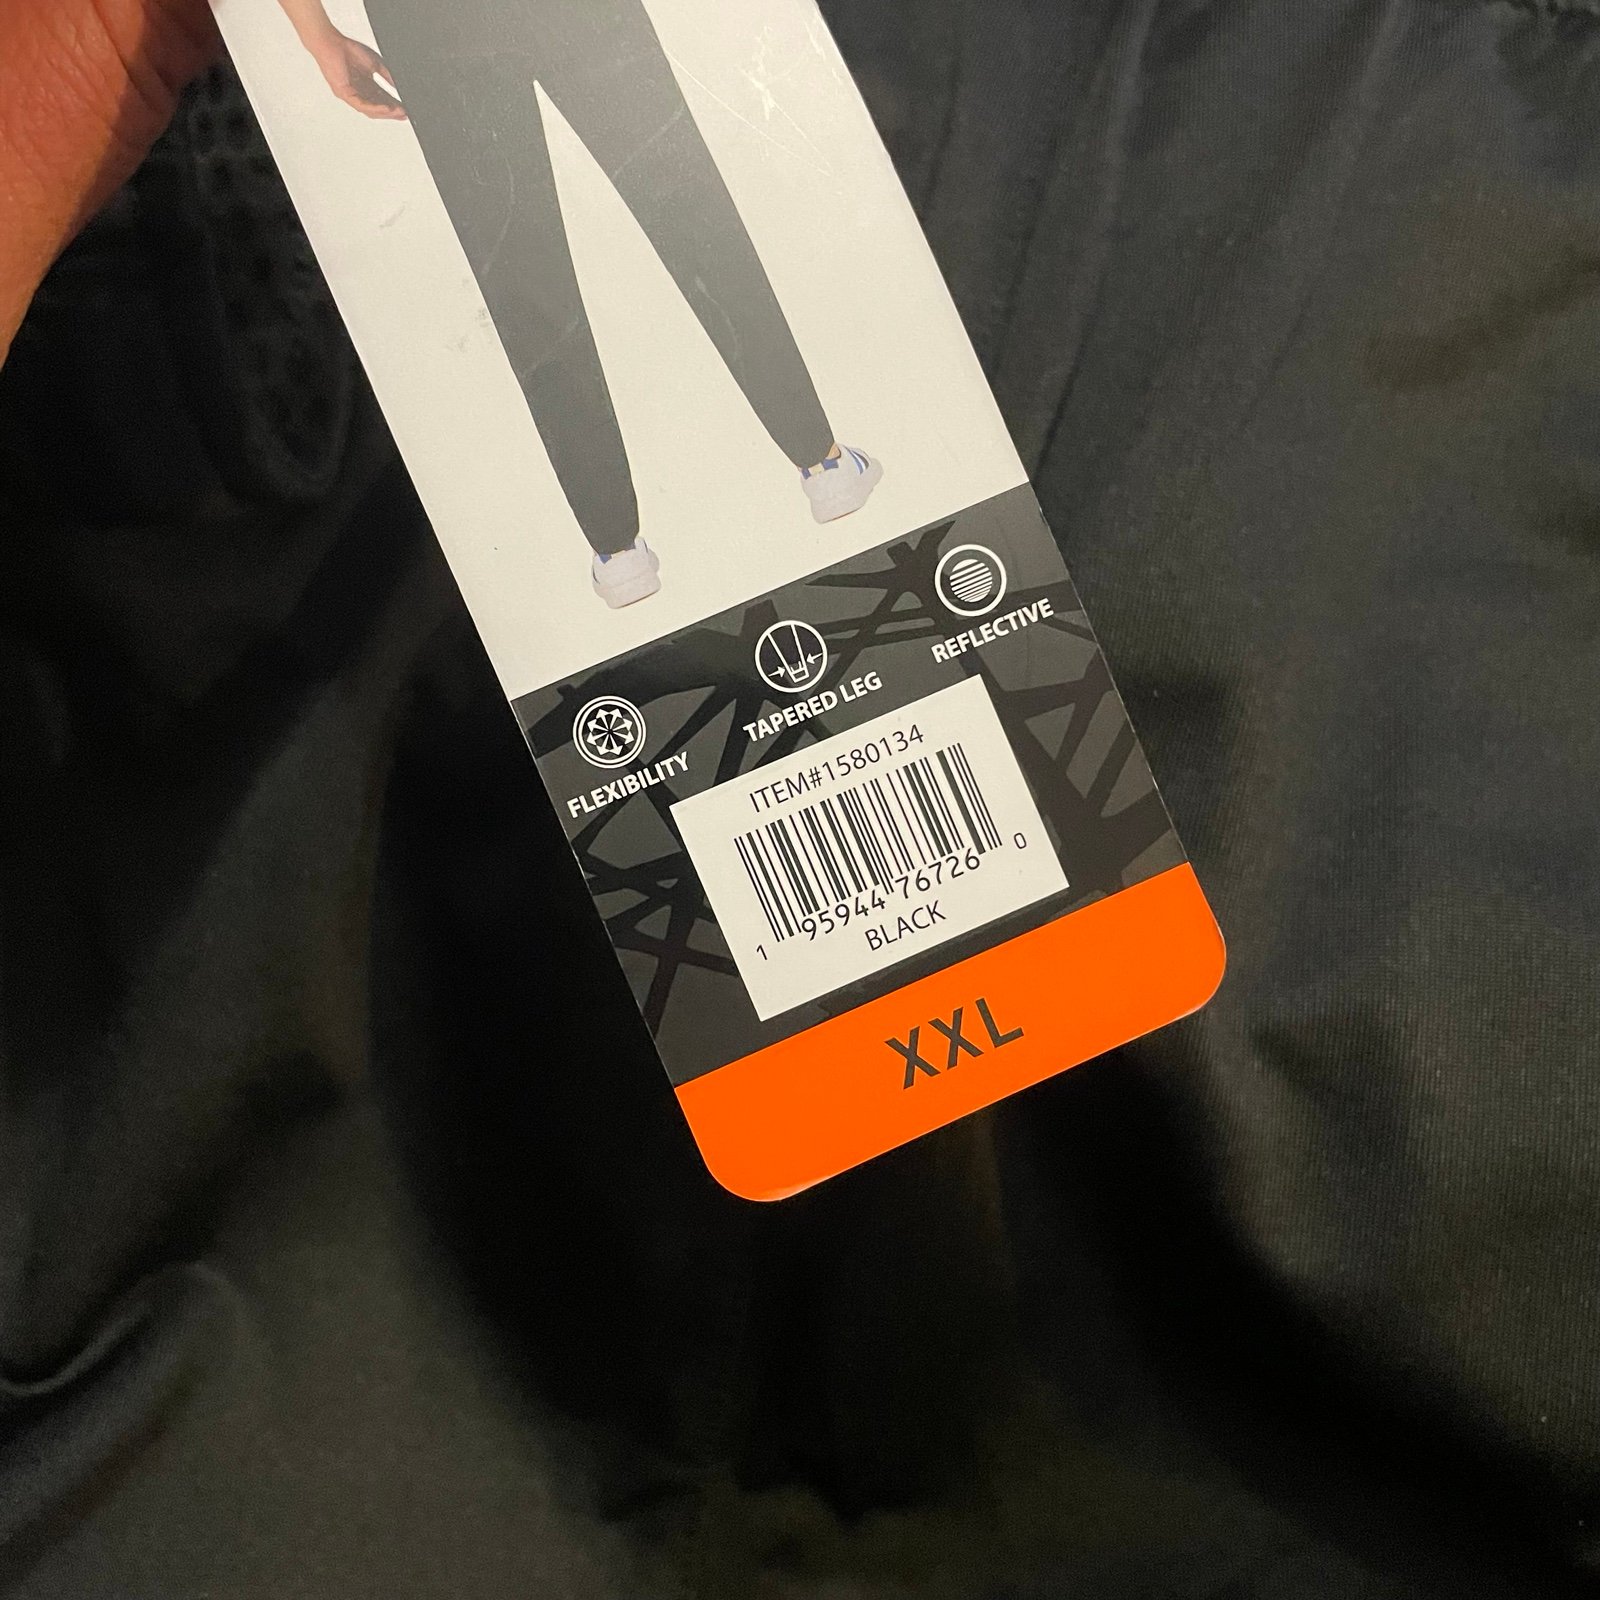 FLEXIBILITY
TAPERED LEG
REFLECTIVE
ITEM#1580134
1 95944 76726 0
BLACK
XXL